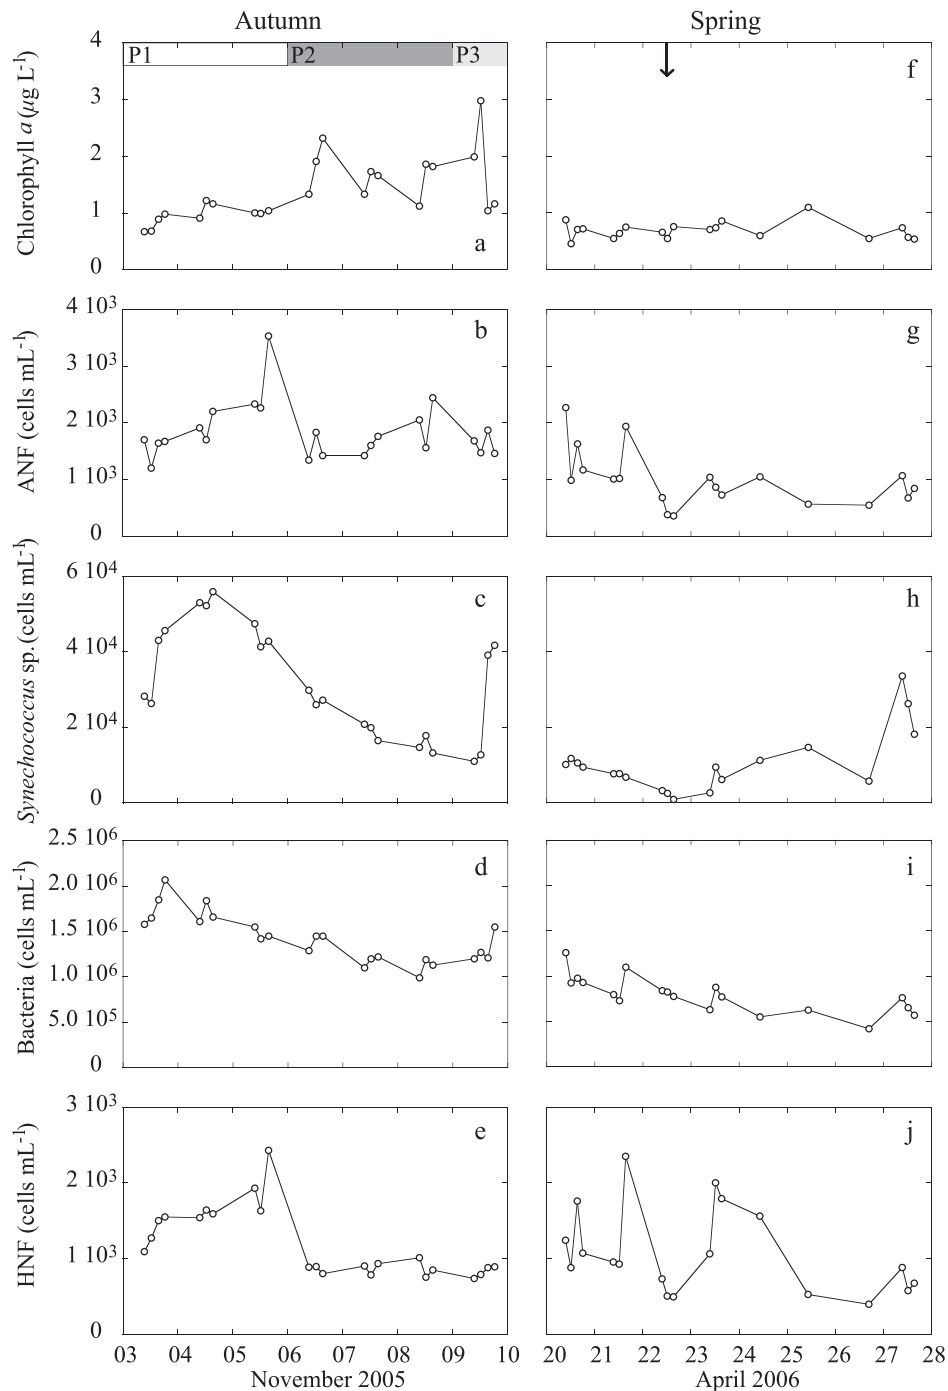 Autumn
Spring
Chlorophyll a (µg L-1)
4
3
2
1
0
P1
P2
P3
a
f
ANF (cells mL-1)
4 10³
3 10³
2 10³
1 10³
0
b
g
Synechococcus sp.(cells mL-1)
6 10⁴
4 10⁴
2 10⁴
0
c
h
Bacteria (cells mL-1)
2.5 10⁶
2.0 10⁶
1.5 10⁶
1.0 10⁶
5.0 10⁵
0
d
i
HNF (cells mL-1)
3 10³
2 10³
1 10³
0
e
j
03 04 05 06 07 08 09 10
20 21 22 23 24 25 26 27 28
November 2005
April 2006